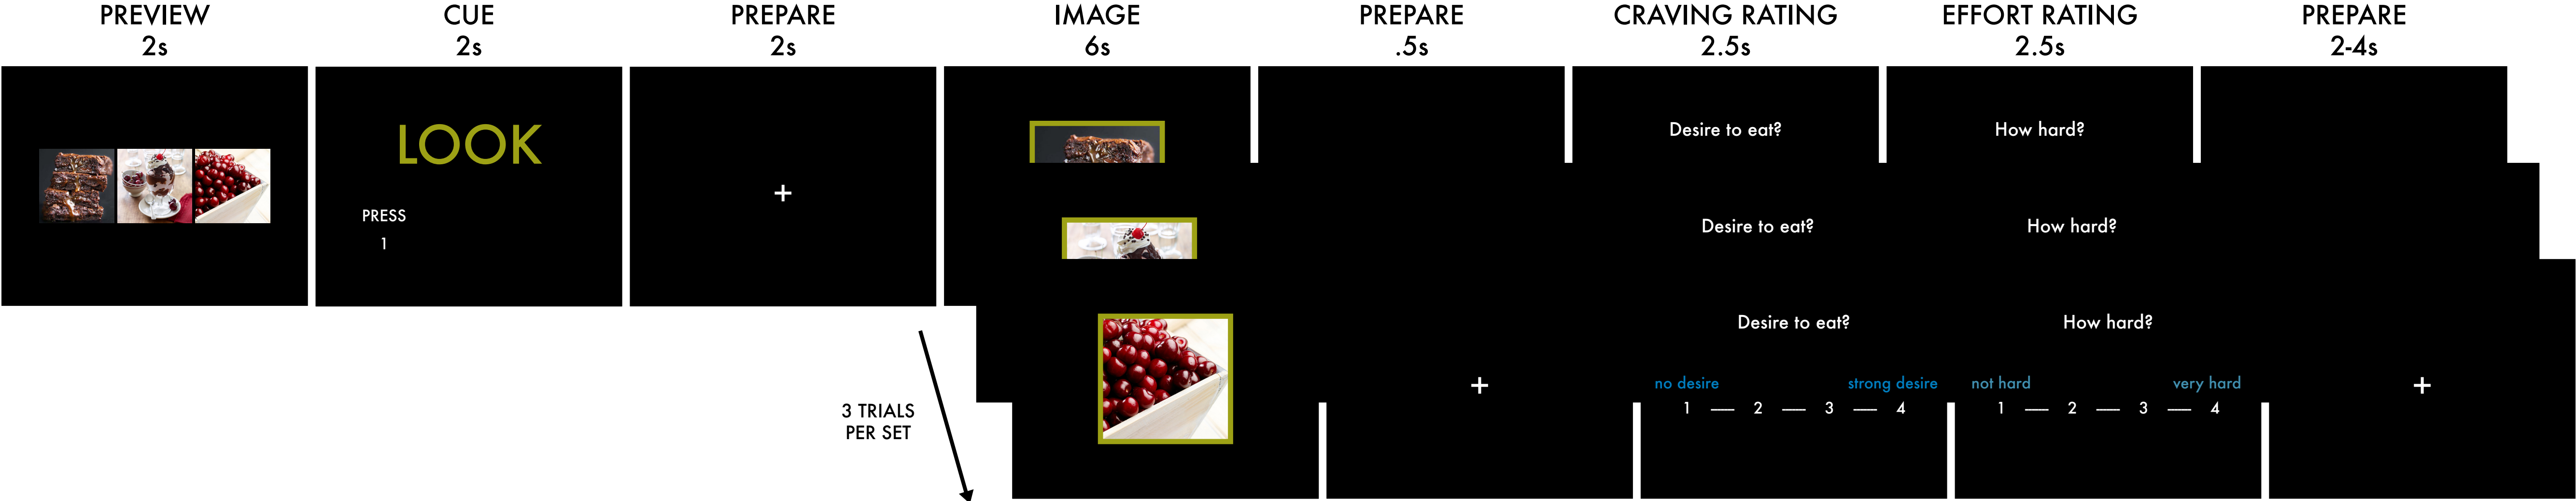 PREVIEW
2s
CUE
2s
PREPARE
2s
IMAGE
6s
PREPARE
.5s
CRAVING RATING
2.5s
EFFORT RATING
2.5s
PREPARE
2-4s
LOOK
PRESS
1
+
Desire to eat?
How hard?
Desire to eat?
How hard?
Desire to eat?
How hard?
+
no desire strong desire
1 — 2 — 3 — 4
not hard very hard
1 — 2 — 3 — 4
+
3 TRIALS
PER SET